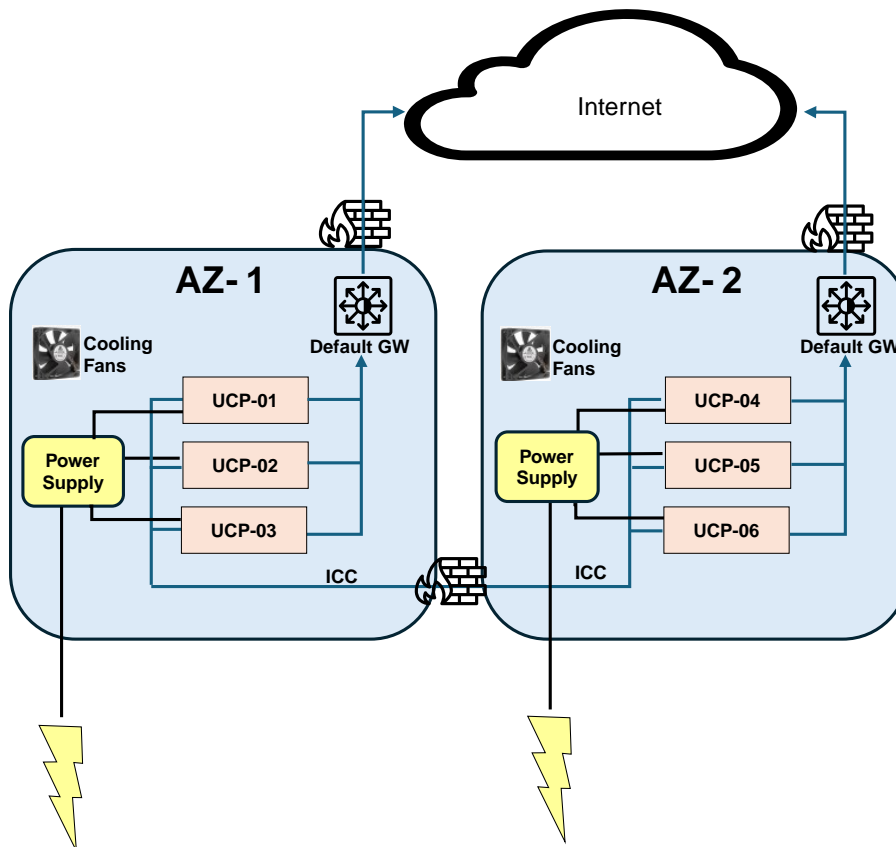 Internet
AZ- 1
Default GW
Cooling
Fans
UCP-01
UCP-02
UCP-03
Power
Supply
ICC
AZ- 2
Default GW
Cooling
Fans
UCP-04
UCP-05
UCP-06
Power
Supply
ICC